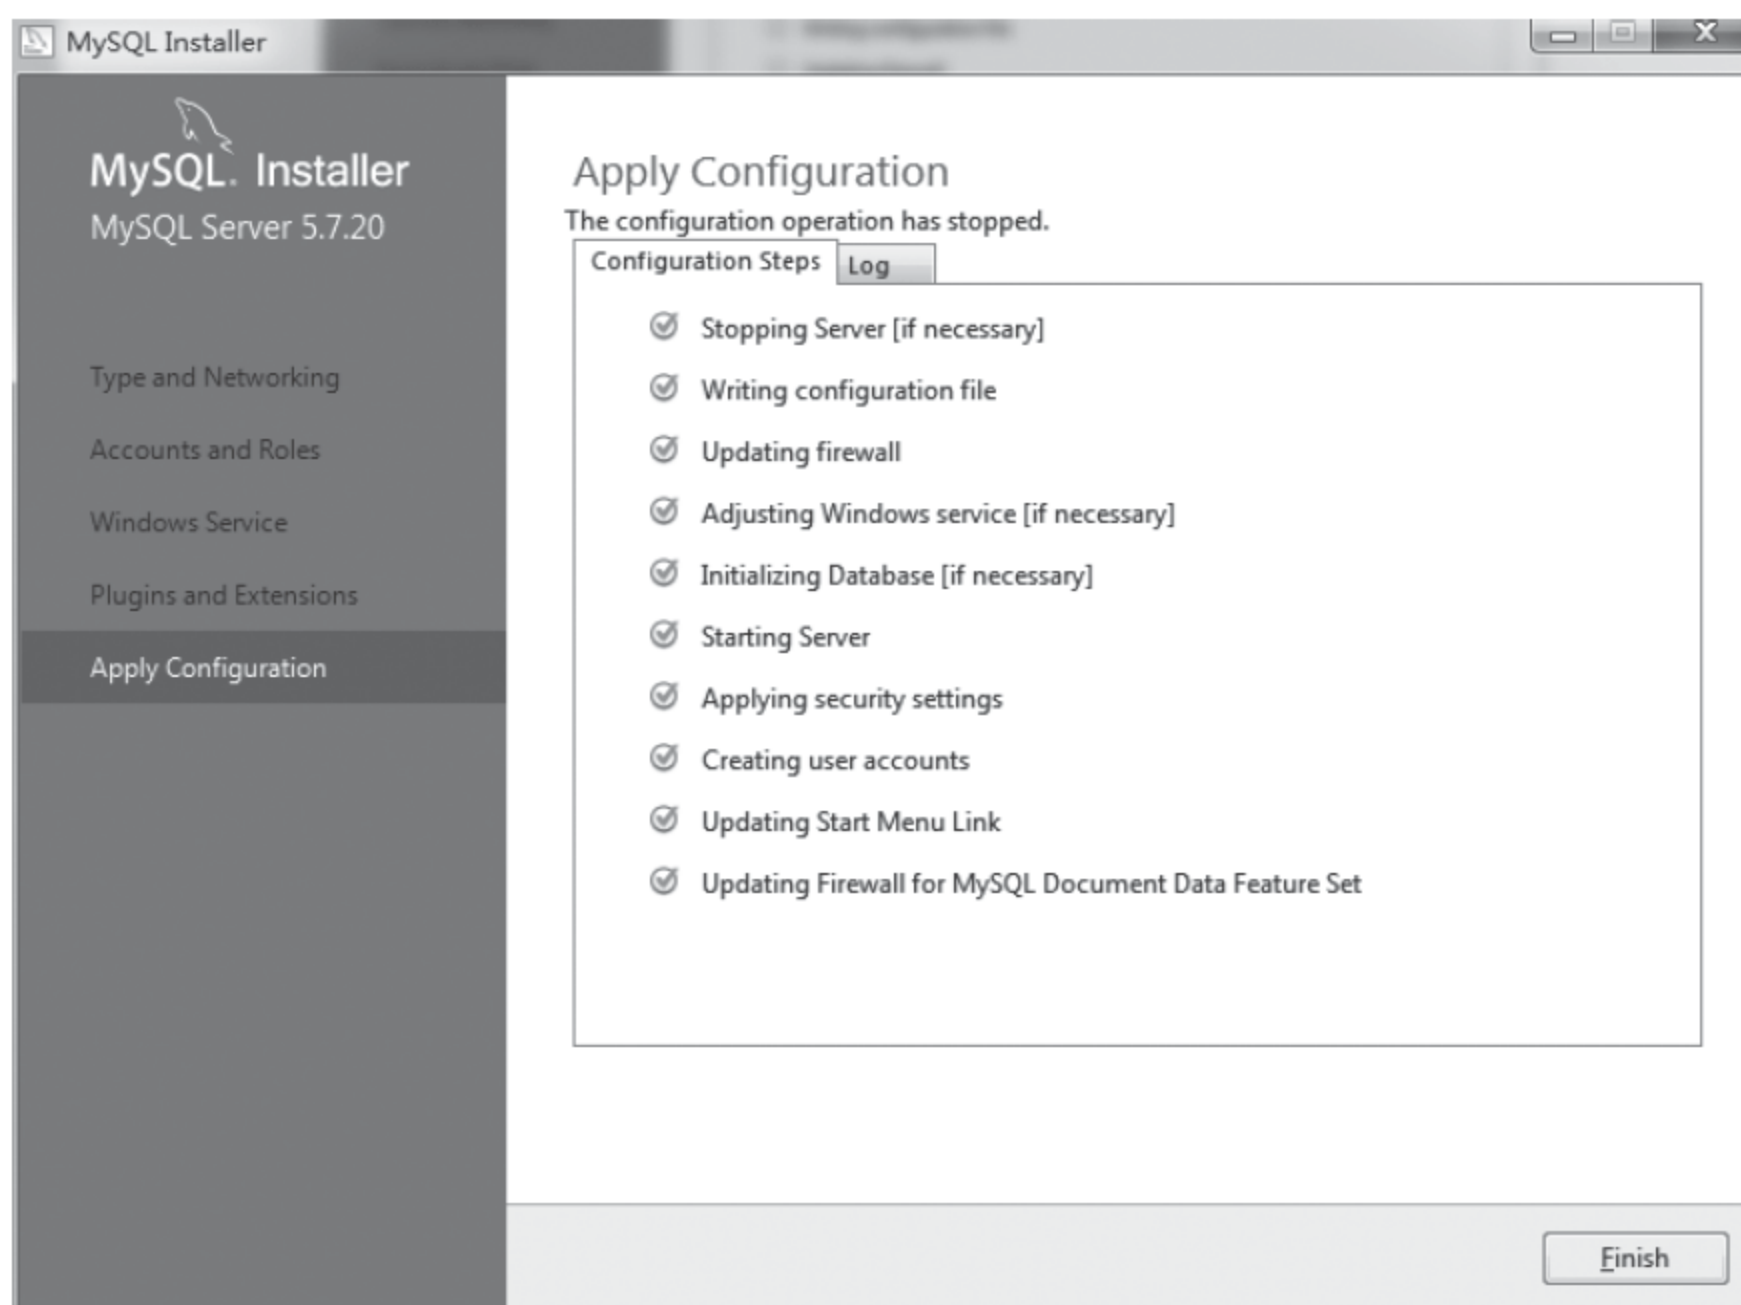 MySQL Installer
MySQL. Installer
MySQL Server 5.7.20
Type and Networking
Accounts and Roles
Windows Service
Plugins and Extensions
Apply Configuration
Apply Configuration
The configuration operation has stopped.
Configuration Steps
Log
Stopping Server [if necessary]
Writing configuration file
Updating firewall
Adjusting Windows service [if necessary]
Initializing Database [if necessary]
Starting Server
Applying security settings
Creating user accounts
Updating Start Menu Link
Updating Firewall for MySQL Document Data Feature Set
Finish